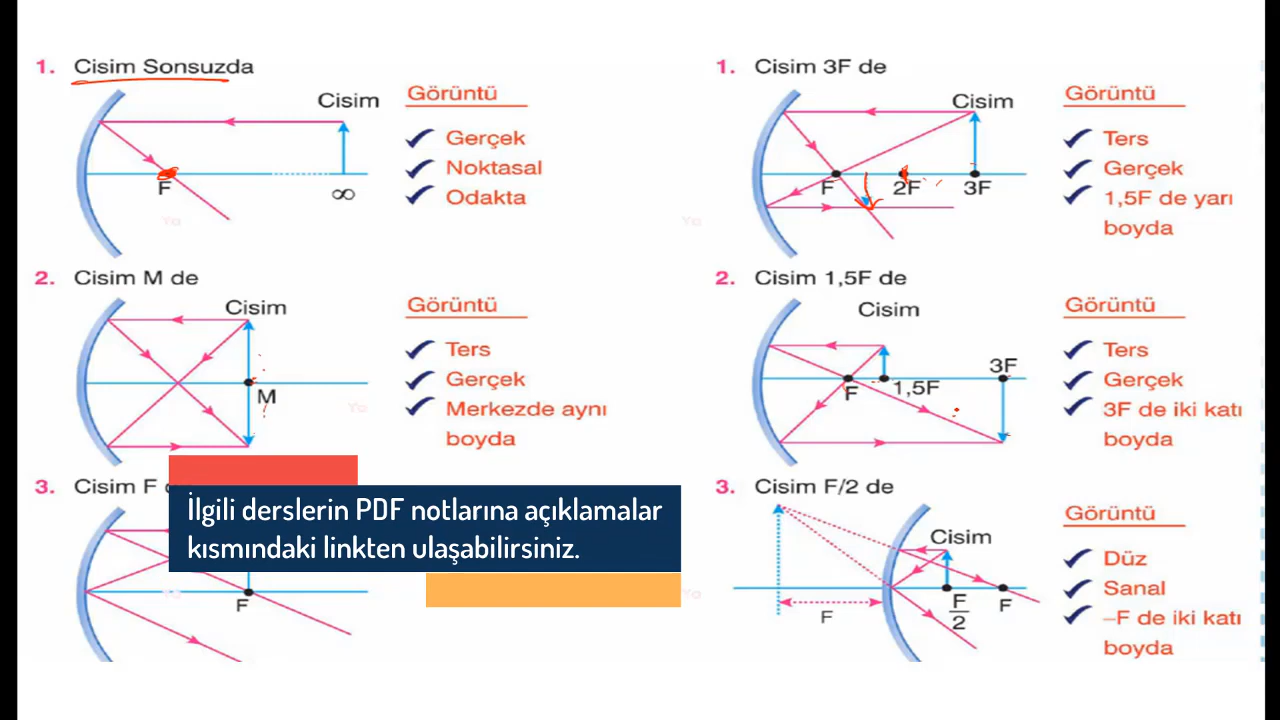 1. Cisim Sonsuzda
Cisim
F
∞
Görüntü
Gerçek
Noktasal
Odakta
2. Cisim M de
Cisim
M
Görüntü
Ters
Gerçek
Merkezde aynı
boyda
3. Cisim F
F
İlgili derslerin PDF notlarına açıklamalar
kısmındaki linkten ulaşabilirsiniz.
1. Cisim 3F de
Cisim
F 2F 3F
Görüntü
Ters
Gerçek
1,5F de yarı
boyda
2. Cisim 1,5F de
Cisim
3F
F 1,5F
Görüntü
Ters
Gerçek
3F de iki katı
boyda
3. Cisim F/2 de
Cisim
F
F
2
F
Görüntü
Düz
Sanal
–F de iki katı
boyda